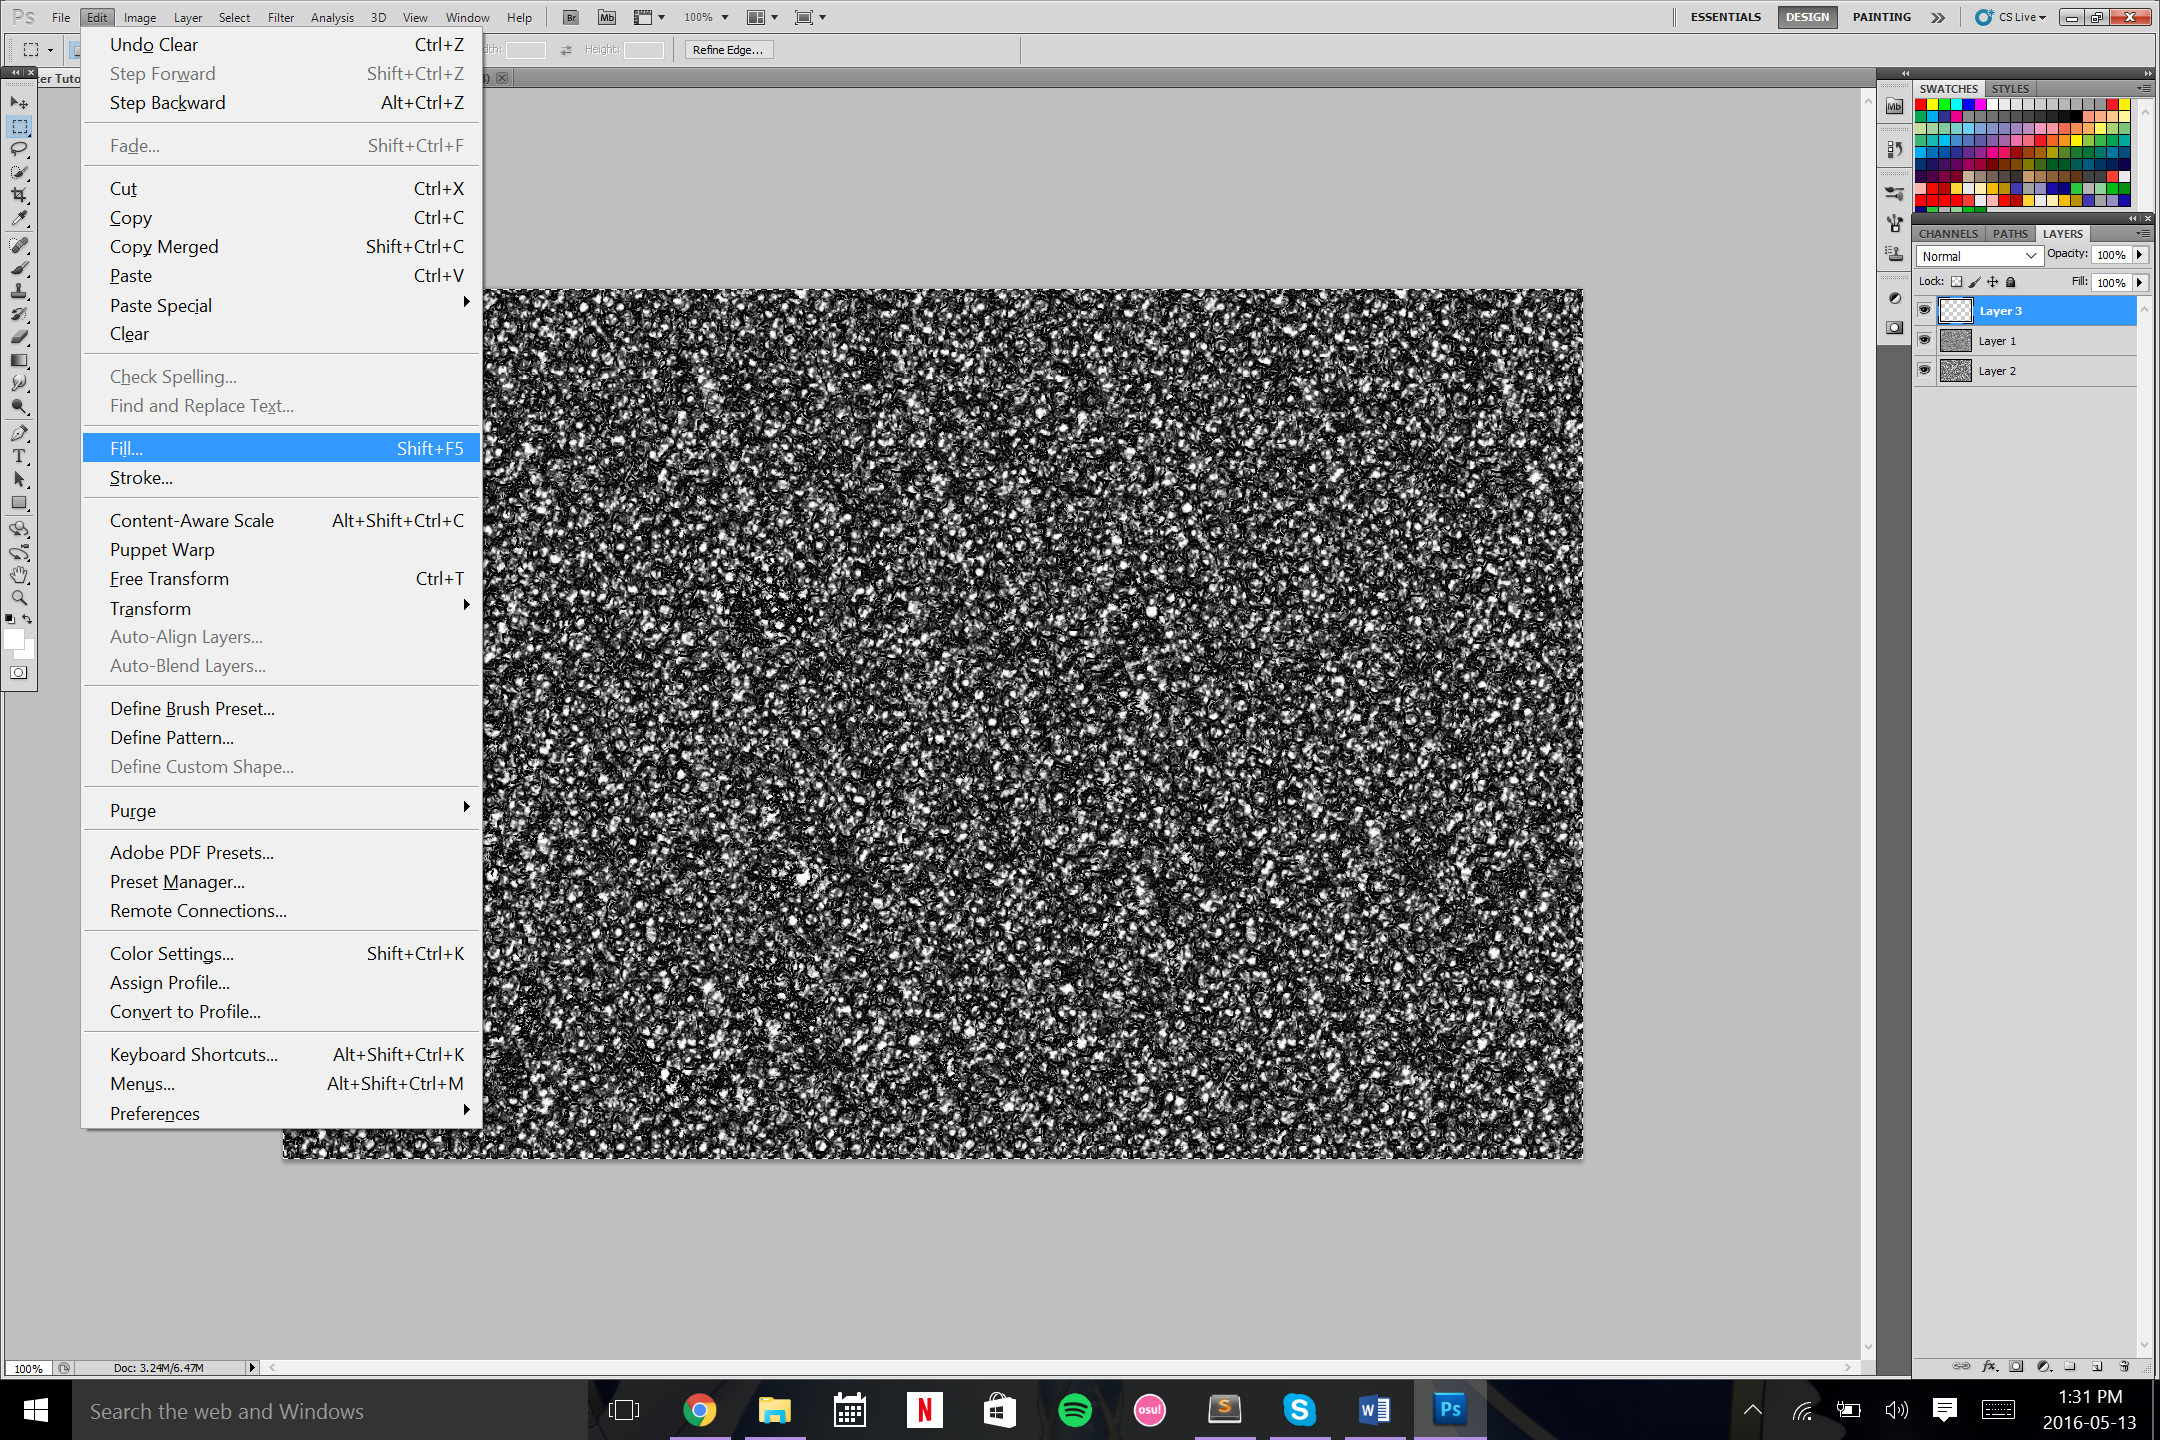 Ps File Edit Image Layer Select Filter Analysis 3D View Window Help Br Mb 100% ESSENTIALS DESIGN PAINTING CS Live
Height: Refine Edge...
ter Tuto
Undo Clear Ctrl+Z
Step Forward Shift+Ctrl+Z
Step Backward Alt+Ctrl+Z
Fade... Shift+Ctrl+F
Cut Ctrl+X
Copy Ctrl+C
Copy Merged Shift+Ctrl+C
Paste Ctrl+V
Paste Special
Clear
Check Spelling...
Find and Replace Text...
Fill... Shift+F5
Stroke...
Content-Aware Scale Alt+Shift+Ctrl+C
Puppet Warp
Free Transform Ctrl+T
Transform
Auto-Align Layers...
Auto-Blend Layers...
Define Brush Preset...
Define Pattern...
Define Custom Shape...
Purge
Adobe PDF Presets...
Preset Manager...
Remote Connections...
Color Settings... Shift+Ctrl+K
Assign Profile...
Convert to Profile...
Keyboard Shortcuts... Alt+Shift+Ctrl+K
Menus... Alt+Shift+Ctrl+M
Preferences
Mb
SWATCHES STYLES
CHANNELS PATHS LAYERS
Normal Opacity: 100%
Lock: Fill: 100%
Layer 3
Layer 1
Layer 2
100% Doc: 3.24M/6.47M
Search the web and Windows
N
osu!
S
S
W
Ps
1:31 PM
2016-05-13